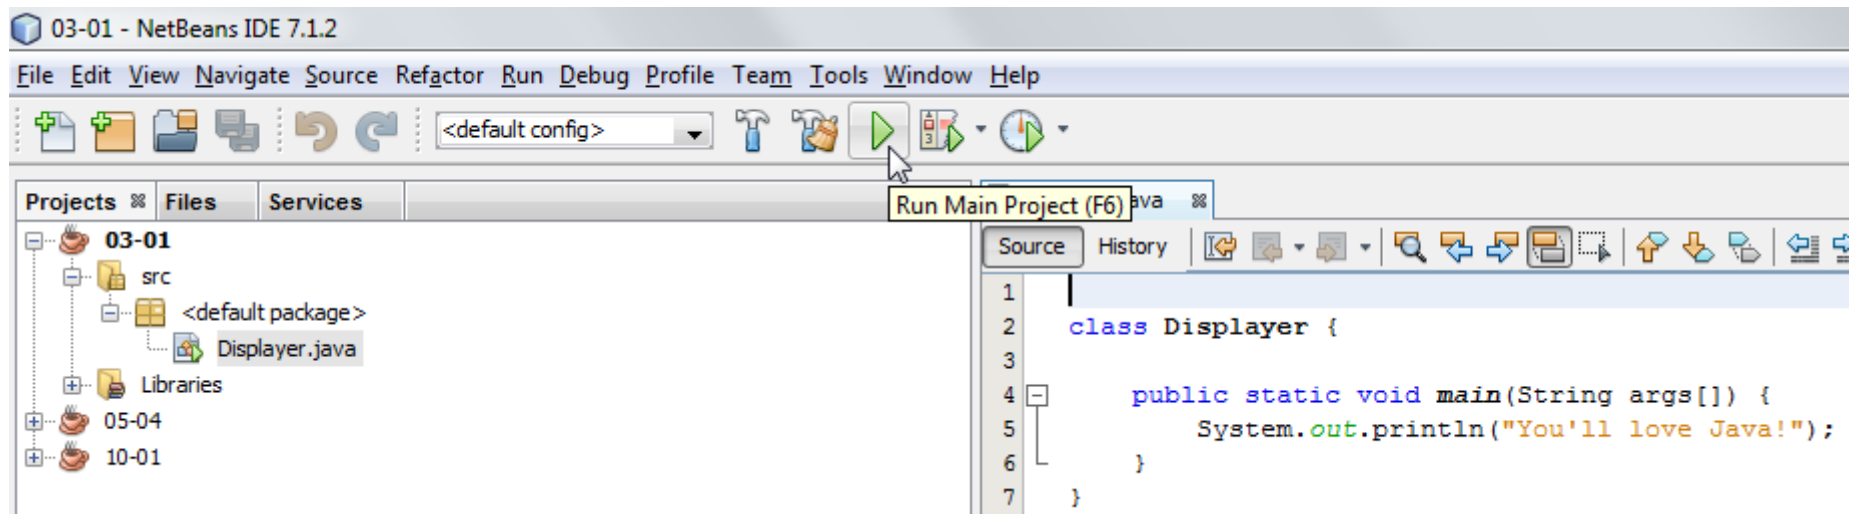 03-01 - NetBeans IDE 7.1.2
File Edit View Navigate Source Refactor Run Debug Profile Team Tools Window Help
<default config>
Projects Files Services
Run Main Project (F6)
ava
03-01
src
<default package>
Displayer.java
Libraries
05-04
10-01
Source History
1
2 class Displayer {
3
4 public static void main(String args[]) {
5 System.out.println("You'll love Java!");
6 }
7 }